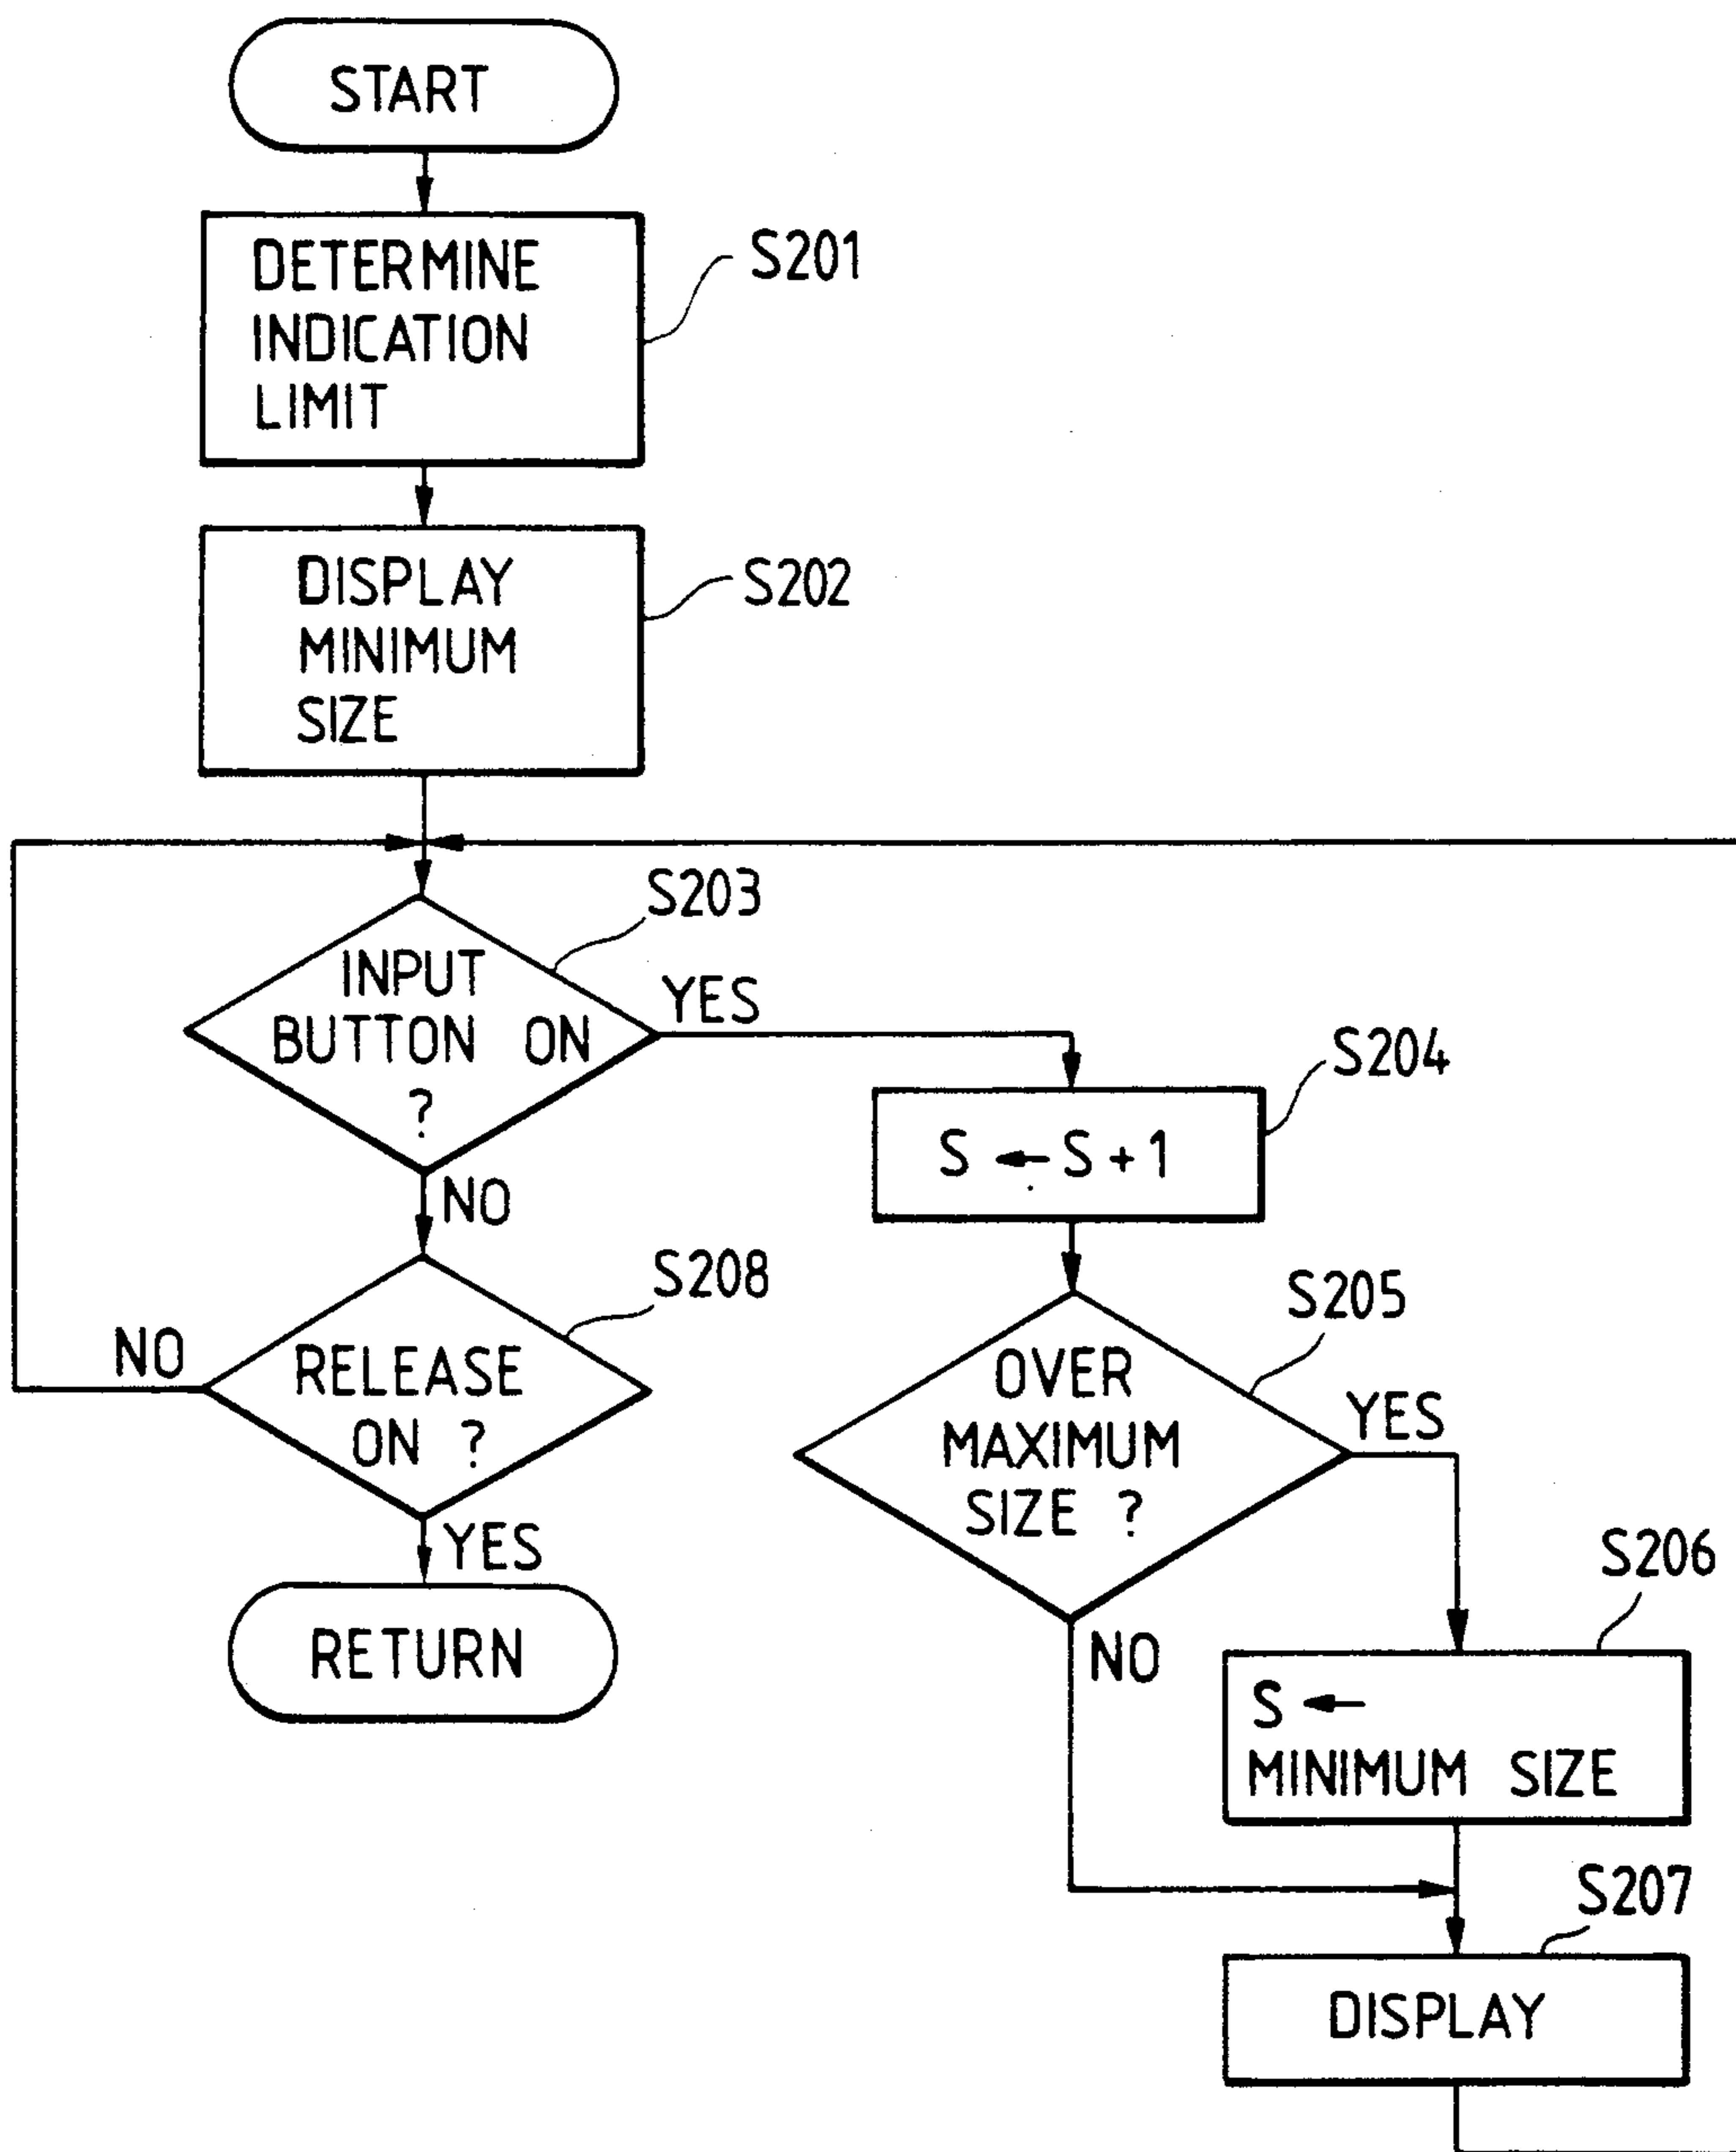 START
DETERMINE
INDICATION
LIMIT
S201
DISPLAY
MINIMUM
SIZE
S202
S203
INPUT
BUTTON ON
?
YES
NO
S204
S ← S + 1
S208
RELEASE
ON ?
NO
YES
RETURN
S205
OVER
MAXIMUM
SIZE ?
YES
NO
S206
S ←
MINIMUM SIZE
S207
DISPLAY